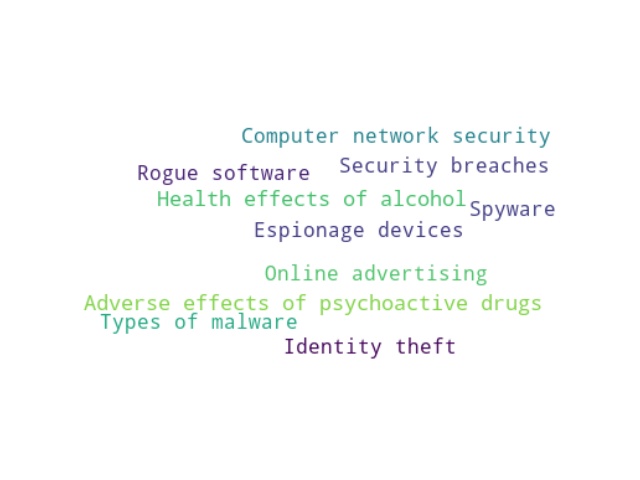 Computer network security
Security breaches
Rogue software
Health effects of alcohol
Spyware
Espionage devices
Online advertising
Adverse effects of psychoactive drugs
Types of malware
Identity theft